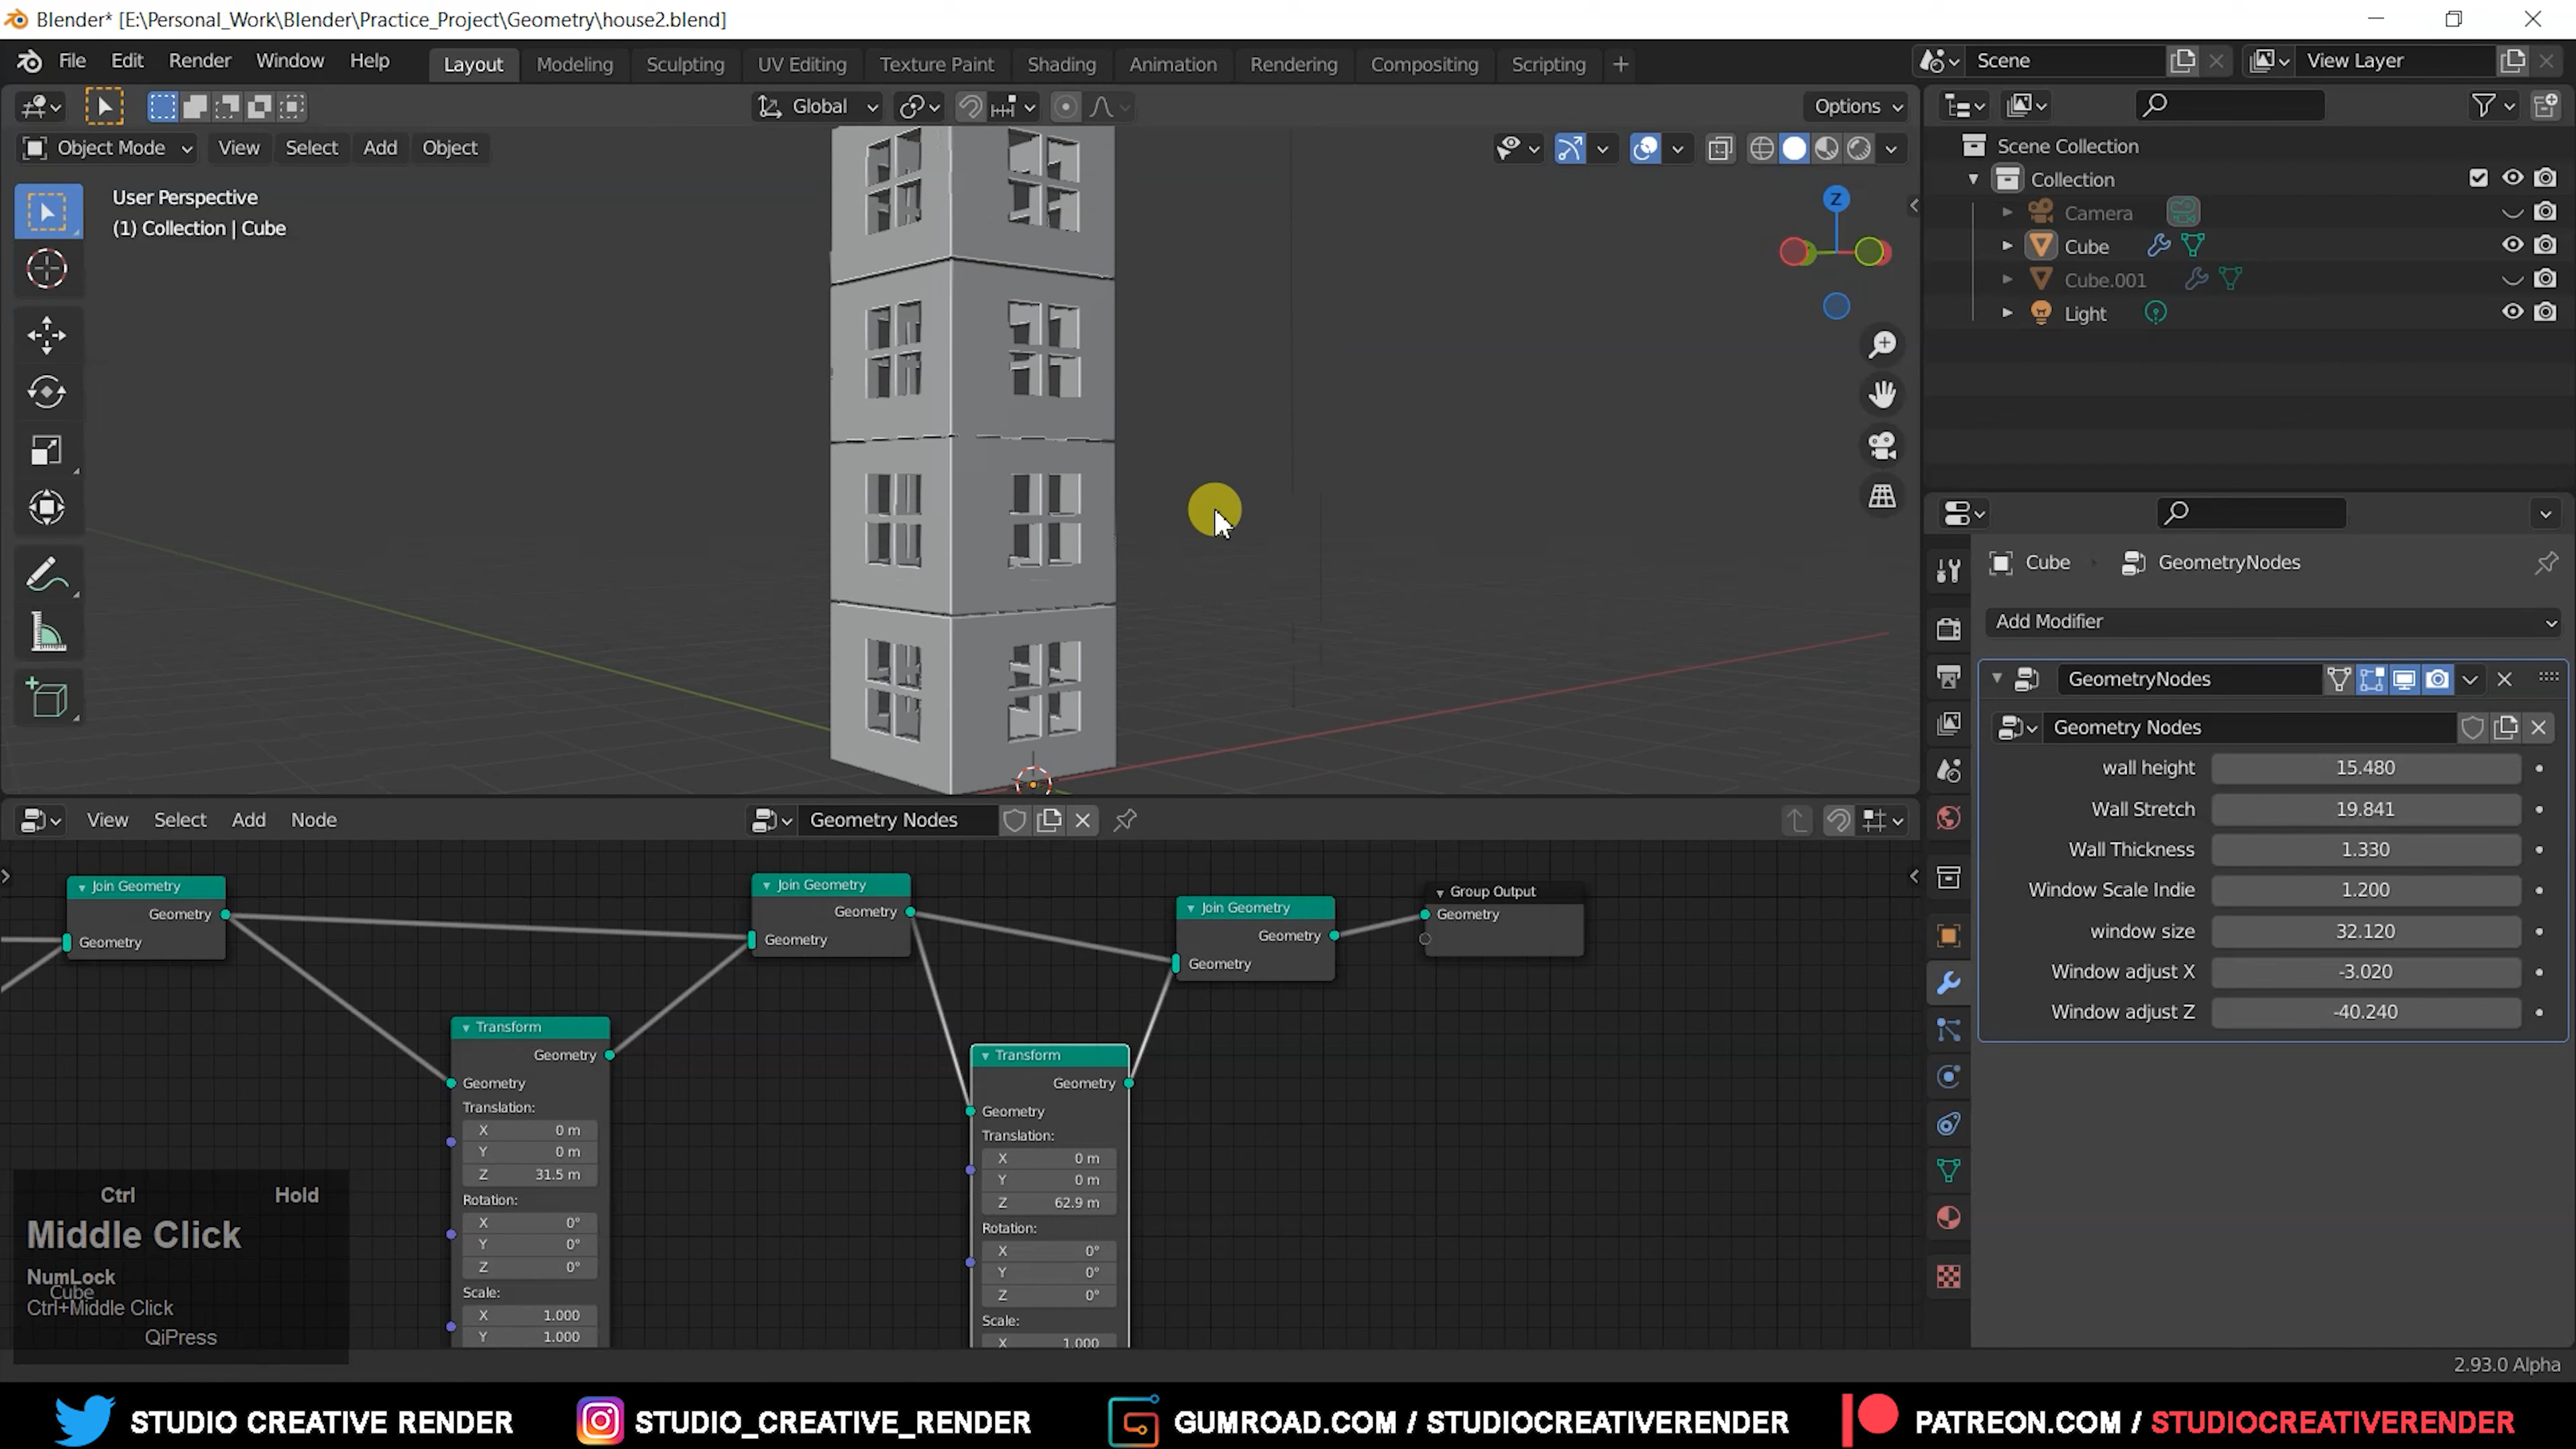 Blender* [E:\Personal_Work\Blender\Practice_Project\Geometry\house2.blend]
File Edit Render Window Help Layout Modeling Sculpting UV Editing Texture Paint Shading Animation Rendering Compositing Scripting + Scene View Layer
Global Options
Object Mode View Select Add Object
User Perspective
(1) Collection | Cube
Z
Scene Collection
Collection
Camera
Cube
Cube.001
Light
Cube GeometryNodes
Add Modifier
GeometryNodes
Geometry Nodes
wall height 15.480
Wall Stretch 19.841
Wall Thickness 1.330
Window Scale Indie 1.200
window size 32.120
Window adjust X -3.020
Window adjust Z -40.240
View Select Add Node Geometry Nodes
Join Geometry
Geometry
Geometry
Join Geometry
Geometry
Geometry
Join Geometry
Geometry
Geometry
Group Output
Geometry
Transform
Geometry
Geometry
Translation:
X 0 m
Y 0 m
Z 31.5 m
Rotation:
X 0°
Y 0°
Z 0°
Scale:
X 1.000
Y 1.000
Transform
Geometry
Geometry
Translation:
X 0 m
Y 0 m
Z 62.9 m
Rotation:
X 0°
Y 0°
Z 0°
Scale:
X 1.000
Ctrl Hold
Middle Click
NumLock
Cube
Ctrl+Middle Click
QiPress
2.93.0 Alpha
STUDIO CREATIVE RENDER STUDIO_CREATIVE_RENDER GUMROAD.COM / STUDIOCREATIVERENDER PATREON.COM / STUDIOCREATIVERENDER